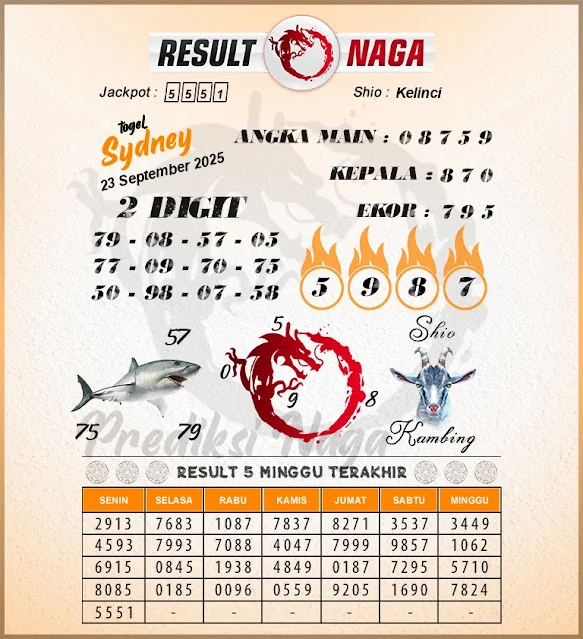 RESULT NAGA
Jackpot : 5 5 5 1
Shio : Kelinci
togel
Sydney
23 September 2025
ANGKA MAIN : 0 8 7 5 9
KEPALA : 8 7 0
EKOR : 7 9 5
2 DIGIT
79 - 08 - 57 - 05
77 - 09 - 70 - 75
50 - 98 - 07 - 58
5 9 8 7
57
75
79
5
0
9
8
Shio
Kambing
Prediksi Naga
RESULT 5 MINGGU TERAKHIR
SENIN SELASA RABU KAMIS JUMAT SABTU MINGGU
2913 7683 1087 7837 8271 3537 3449
4593 7993 7088 4047 7999 9857 1062
6915 0845 1938 4849 0187 7295 5710
8085 0185 0096 0559 9205 1690 7824
5551 - - - - - -